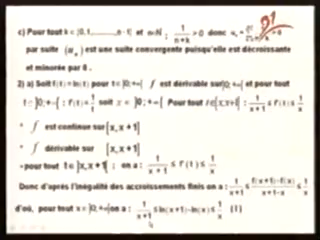 c) Pour tout k ∈ {0,1,........,n-1} et n∈ℕ, 1/(n+k) > 0 donc uₙ
par suite (uₙ) est une suite convergente puisqu'elle est décroissante
et minorée par 0 .
2) a) Soit f(t) = ln(t) pour t∈]0;+∞[ f est dérivable sur]0;+∞[ et pour tout
t∈]0;+∞[ : f'(t) = 1/t soit x ∈ ]0;+∞[ Pour tout t∈[x;x+1] : 1/(x+1) ≤ f'(t) ≤ 1/x
* f est continue sur [x, x+1]
* f dérivable sur [x, x+1]
*pour tout t∈ [x, x+1] ; on a : 1/(x+1) ≤ f'(t) ≤ 1/x
Donc d'après l'inégalité des accroissements finis on a : 1/(x+1) ≤ (f(x+1)-f(x))/(x+1-x) ≤ 1/x
d'où, pour tout x∈ ]0;+∞[ on a : 1/(x+1) ≤ ln(x+1)-ln(x) ≤ 1/x (1)